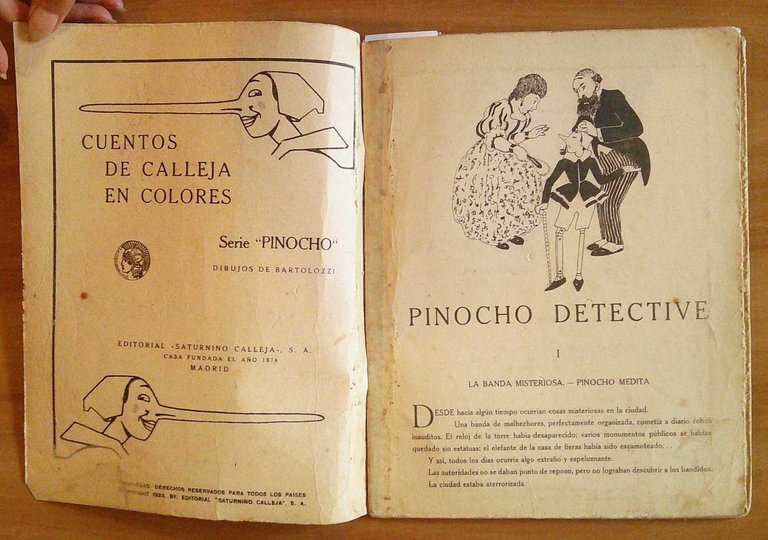 CUENTOS
DE CALLEJA
EN COLORES
Serie "PINOCHO"
DIBUJOS DE BARTOLOZZI
EDITORIAL "SATURNINO CALLEJA", S. A.
CASA FUNDADA EL AÑO 1876
MADRID
DERECHOS RESERVADOS PARA TODOS LOS PAISES
1923, BY. EDITORIAL "SATURNINO CALLEJA", S. A.
PINOCHO DETECTIVE
I
LA BANDA MISTERIOSA. — PINOCHO MEDITA
DESDE hacía algún tiempo ocurrían cosas misteriosas en la ciudad.
Una banda de malhechores, perfectamente organizada, cometía a diario robos
inauditos. El reloj de la torre había desaparecido; varios monumentos públicos se habían
quedado sin estatuas; el elefante de la casa de fieras había sido escamoteado...
Y así, todos los días ocurría algo extraño y espeluznante.
Las autoridades no se daban punto de reposo, pero no lograban descubrir a los bandidos.
La ciudad estaba aterrorizada.